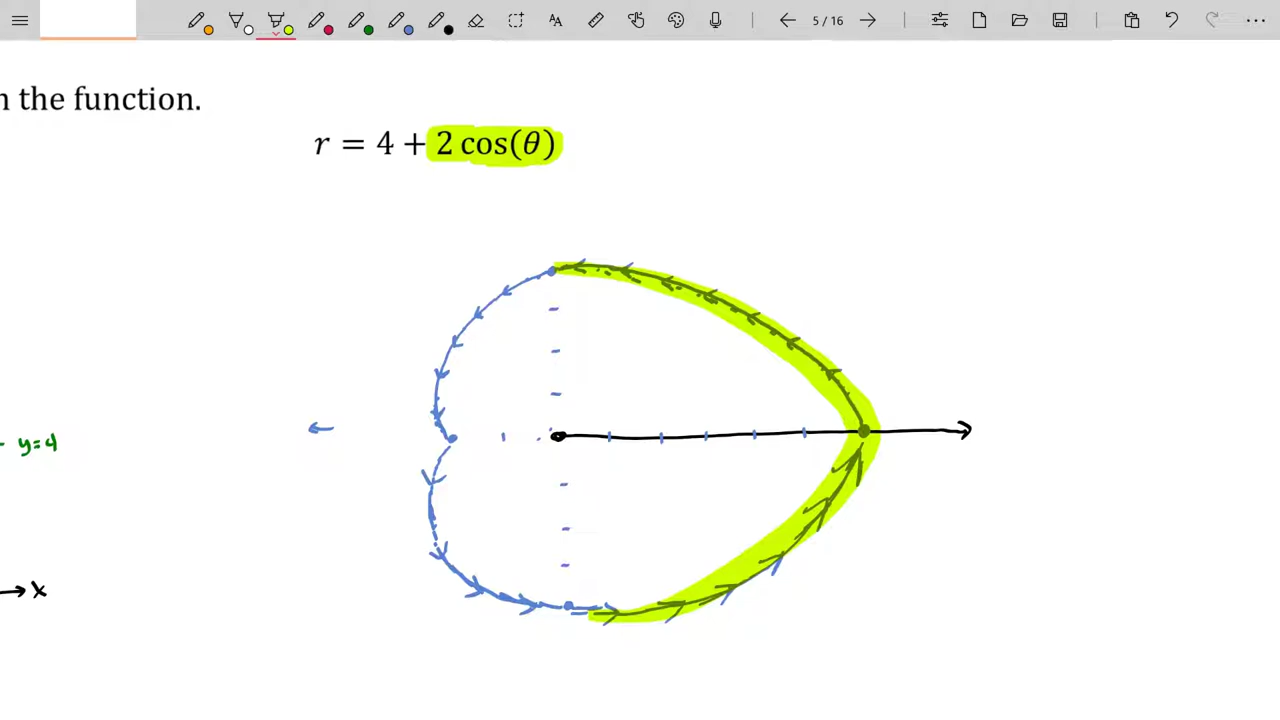 5 / 16
n the function.
r = 4 + 2 cos(θ)
y=4
x